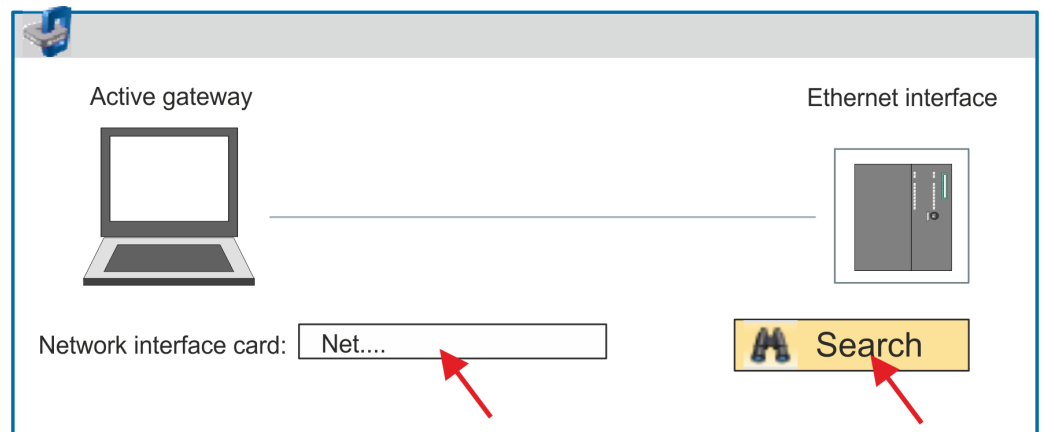 Active gateway
Ethernet interface
Network interface card:
Net....
Search